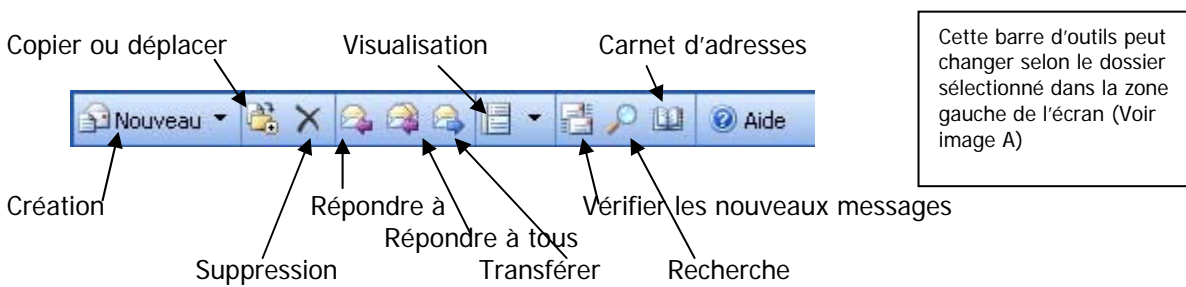 Copier ou déplacer
Visualisation
Carnet d'adresses
Cette barre d'outils peut
changer selon le dossier
sélectionné dans la zone
gauche de l'écran (Voir
image A)
Nouveau
Aide
Création
Répondre à
Vérifier les nouveaux messages
Répondre à tous
Suppression
Transférer
Recherche